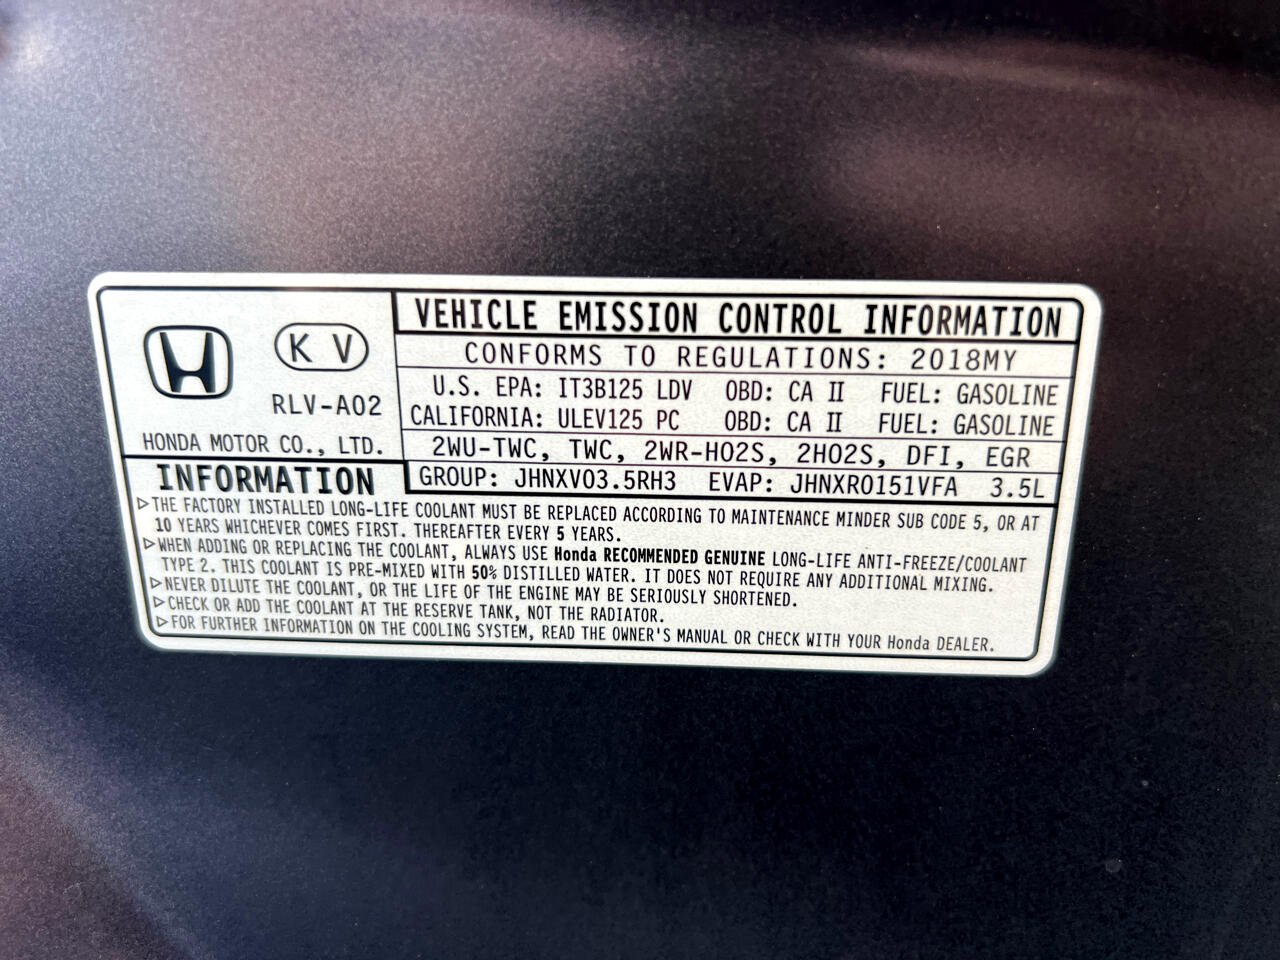 VEHICLE EMISSION CONTROL INFORMATION
K V
CONFORMS TO REGULATIONS: 2018MY
RLV-A02
U.S. EPA: IT3B125 LDV OBD: CA II FUEL: GASOLINE
CALIFORNIA: ULEV125 PC OBD: CA II FUEL: GASOLINE
HONDA MOTOR CO., LTD.
2WU-TWC, TWC, 2WR-HO2S, 2HO2S, DFI, EGR
INFORMATION
GROUP: JHNXV03.5RH3 EVAP: JHNXR0151VFA 3.5L
▷THE FACTORY INSTALLED LONG-LIFE COOLANT MUST BE REPLACED ACCORDING TO MAINTENANCE MINDER SUB CODE 5, OR AT
10 YEARS WHICHEVER COMES FIRST. THEREAFTER EVERY 5 YEARS.
▷WHEN ADDING OR REPLACING THE COOLANT, ALWAYS USE Honda RECOMMENDED GENUINE LONG-LIFE ANTI-FREEZE/COOLANT
TYPE 2. THIS COOLANT IS PRE-MIXED WITH 50% DISTILLED WATER. IT DOES NOT REQUIRE ANY ADDITIONAL MIXING.
▷NEVER DILUTE THE COOLANT, OR THE LIFE OF THE ENGINE MAY BE SERIOUSLY SHORTENED.
▷CHECK OR ADD THE COOLANT AT THE RESERVE TANK, NOT THE RADIATOR.
▷FOR FURTHER INFORMATION ON THE COOLING SYSTEM, READ THE OWNER'S MANUAL OR CHECK WITH YOUR Honda DEALER.